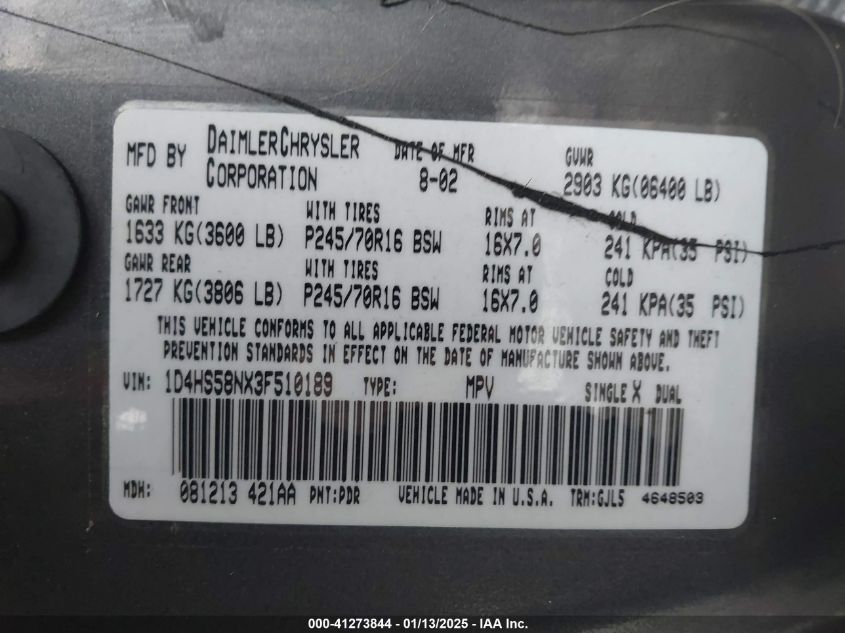 MFD BY DAIMLERCHRYSLER CORPORATION DATE OF MFR 8-02 GVWR 2903 KG(06400 LB)
GAWR FRONT WITH TIRES RIMS AT COLD
1633 KG(3600 LB) P245/70R16 BSW 16X7.0 241 KPA(35 PSI)
GAWR REAR WITH TIRES RIMS AT COLD
1727 KG(3806 LB) P245/70R16 BSW 16X7.0 241 KPA(35 PSI)
THIS VEHICLE CONFORMS TO ALL APPLICABLE FEDERAL MOTOR VEHICLE SAFETY AND THEFT
PREVENTION STANDARDS IN EFFECT ON THE DATE OF MANUFACTURE SHOWN ABOVE.
VIN: 1D4HS58NX3F510189 TYPE: MPV SINGLE X DUAL
MDH: 081213 421AA PNT:PDR VEHICLE MADE IN U.S.A. TRM:GJL5 4648503
000-41273844 - 01/13/2025 - IAA Inc.